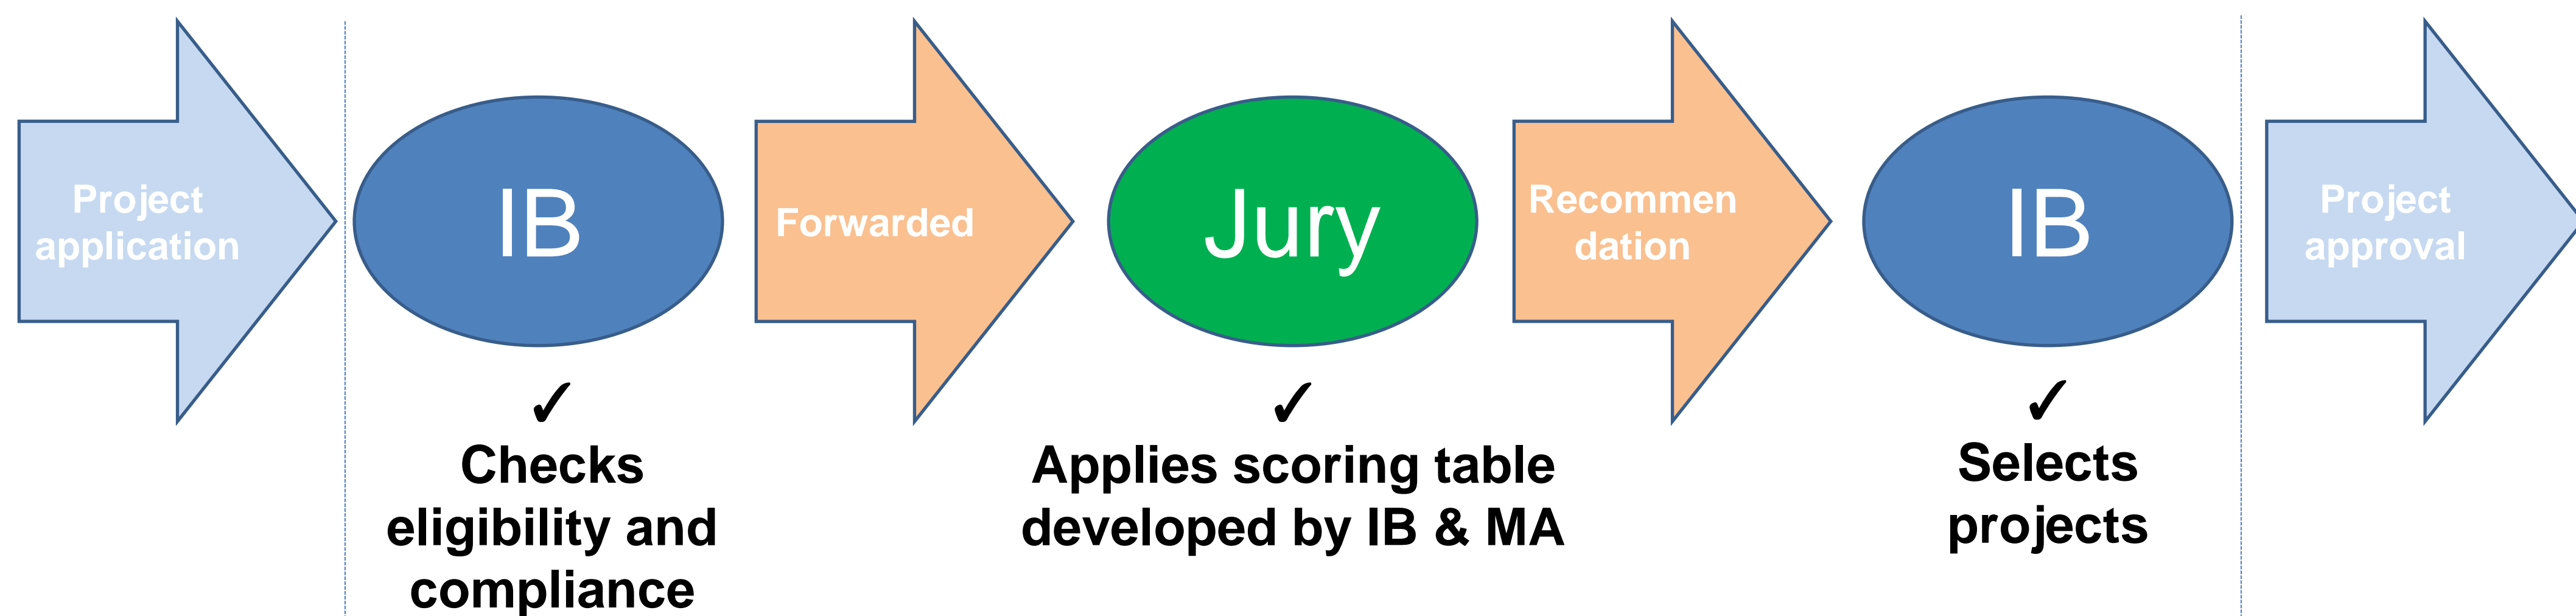 Project
application
IB
Forwarded
Jury
Recommen
dation
IB
Project
approval
✓
Checks
eligibility and
compliance
✓
Applies scoring table
developed by IB & MA
✓
Selects
projects